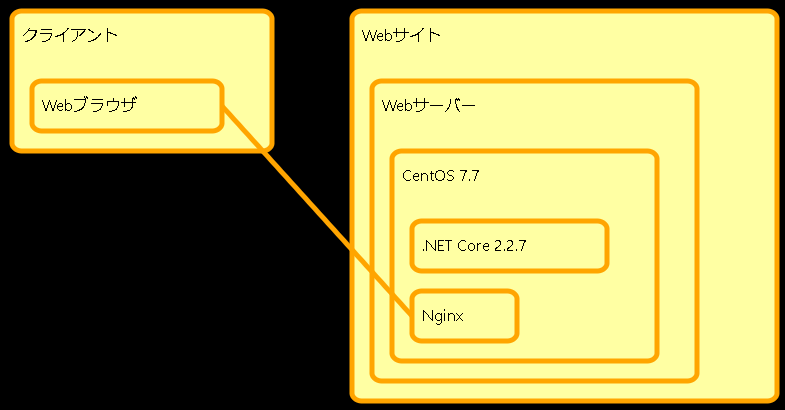 クライアント
Webブラウザ
Webサイト
Webサーバー
CentOS 7.7
.NET Core 2.2.7
Nginx